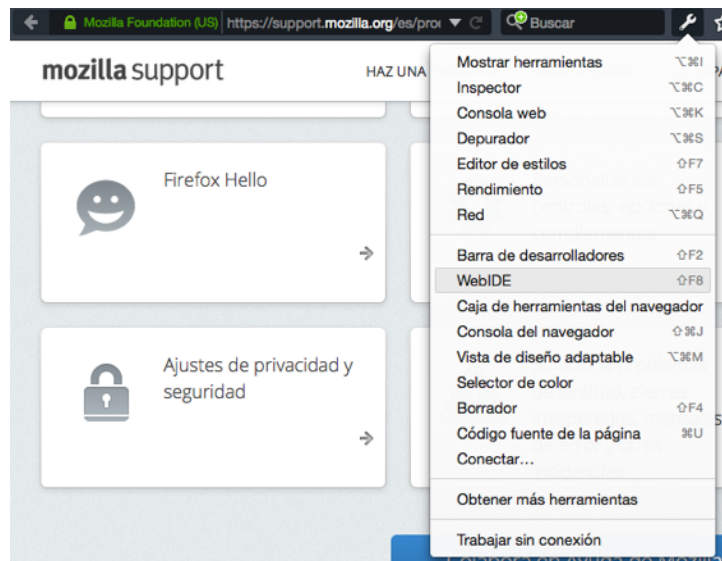 Mozilla Foundation (US) https://support.mozilla.org/es/pro
Buscar
mozilla support
HAZ UNA
Firefox Hello
Ajustes de privacidad y
seguridad
Mostrar herramientas ⌥⌘I
Inspector ⌥⌘C
Consola web ⌥⌘K
Depurador ⌥⌘S
Editor de estilos ⇧F7
Rendimiento ⇧F5
Red ⌥⌘Q
Barra de desarrolladores ⇧F2
WebIDE ⇧F8
Caja de herramientas del navegador
Consola del navegador ⇧⌘J
Vista de diseño adaptable ⌥⌘M
Selector de color
Borrador ⇧F4
Código fuente de la página ⌘U
Conectar...
Obtener más herramientas
Trabajar sin conexión